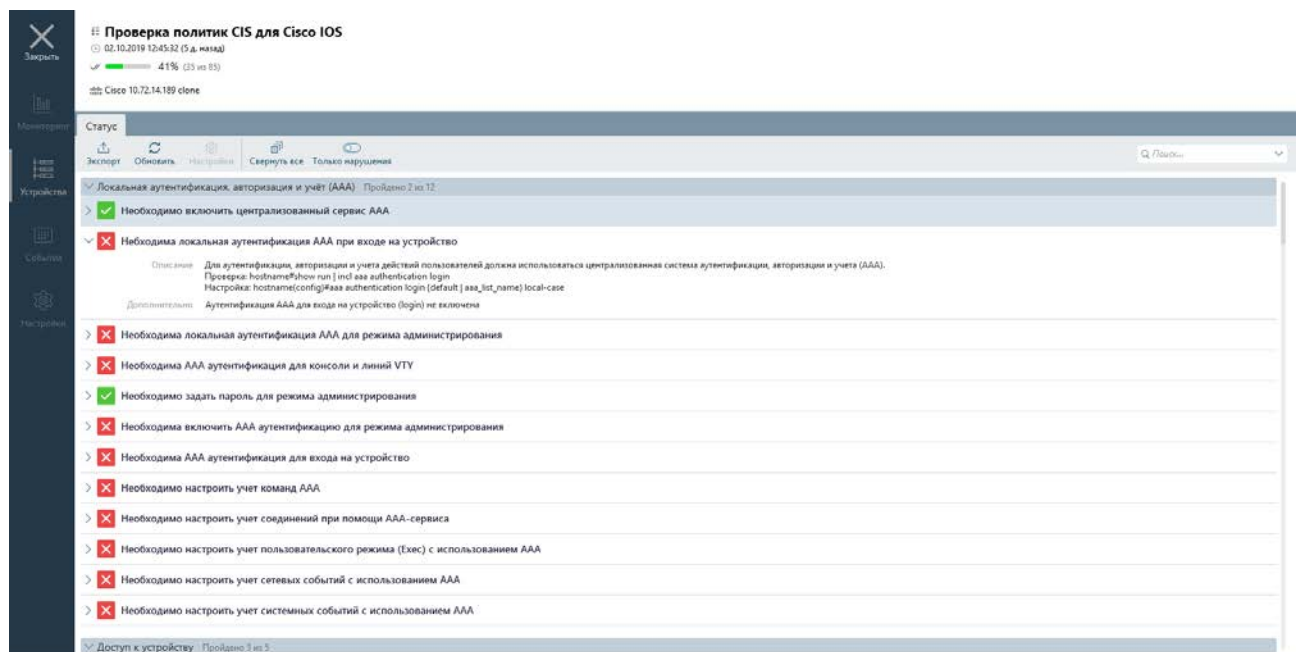 Закрыть
Мониторинг
Устройства
События
Настройки
Проверка политик CIS для Cisco IOS
02.10.2019 12:45:32 (5 д. назад)
41% (35 из 85)
Cisco 10.72.14.189 clone
Статус
Экспорт Обновить Настройки Свернуть все Только нарушения Поиск...
Локальная аутентификация, авторизация и учёт (AAA) Пройдено 2 из 12
Необходимо включить централизованный сервис AAA
Небходима локальная аутентификация AAA при входе на устройство
Описание Для аутентификации, авторизации и учета действий пользователей должна использоваться централизованная система аутентификации, авторизации и учета (AAA).
Проверка: hostname#show run | incl aaa authentication login
Настройка: hostname(config)#aaa authentication login {default | aaa_list_name} local-case
Дополнительно Аутентификация AAA для входа на устройство (login) не включена
Необходима локальная аутентификация AAA для режима администрирования
Необходима AAA аутентификация для консоли и линий VTY
Необходимо задать пароль для режима администрирования
Необходима включить AAA аутентификацию для режима администрирования
Необходима AAA аутентификация для входа на устройство
Необходимо настроить учет команд AAA
Необходимо настроить учет соединений при помощи AAA-сервиса
Необходимо настроить учет пользовательского режима (Exec) с использованием AAA
Необходимо настроить учет сетевых событий с использованием AAA
Необходимо настроить учет системных событий с использованием AAA
Доступ к устройству Пройдено 3 из 5